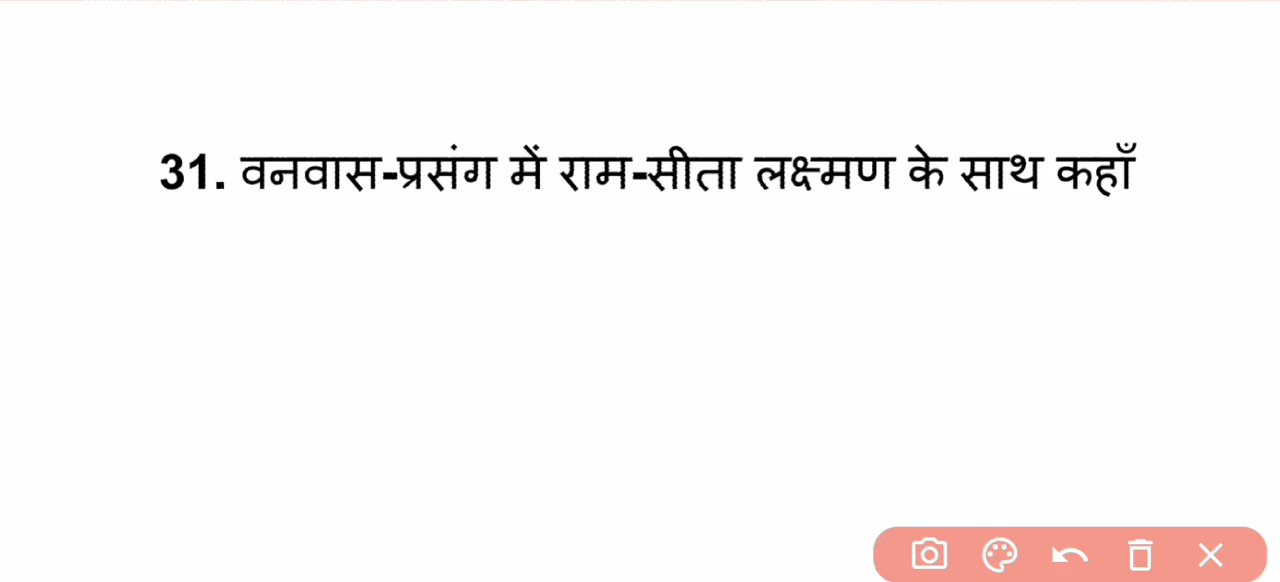 31. वनवास-प्रसंग में राम-सीता लक्ष्मण के साथ कहाँ